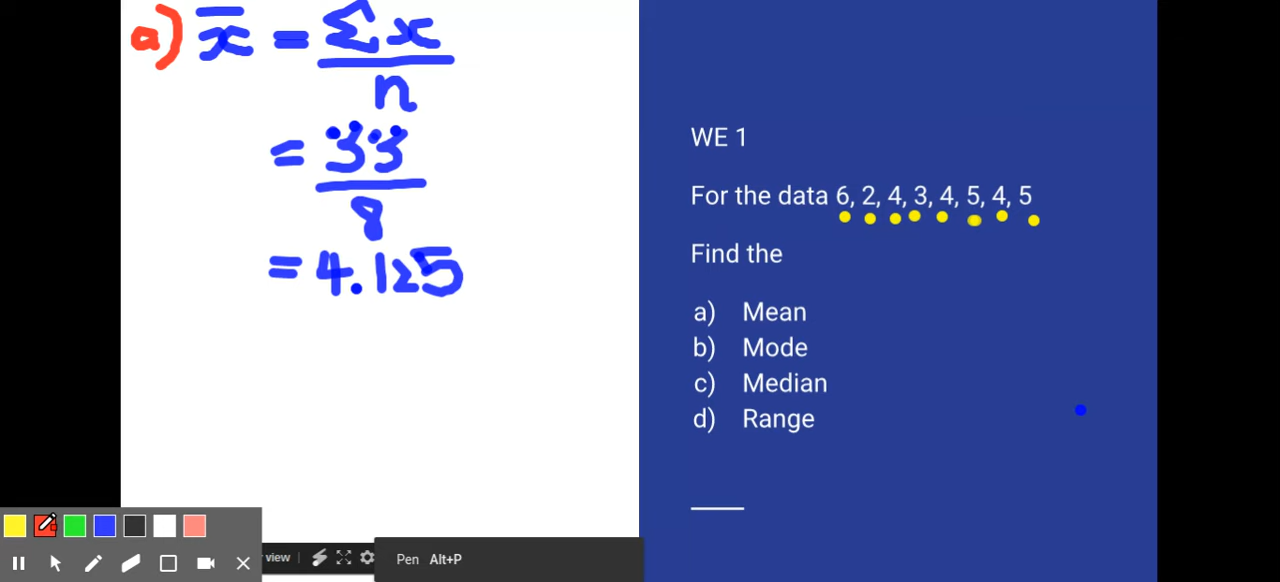 a) x̄ = Σx
n
= 33
8
= 4.125
WE 1
For the data 6, 2, 4, 3, 4, 5, 4, 5
Find the
a) Mean
b) Mode
c) Median
d) Range
view
Pen Alt+P